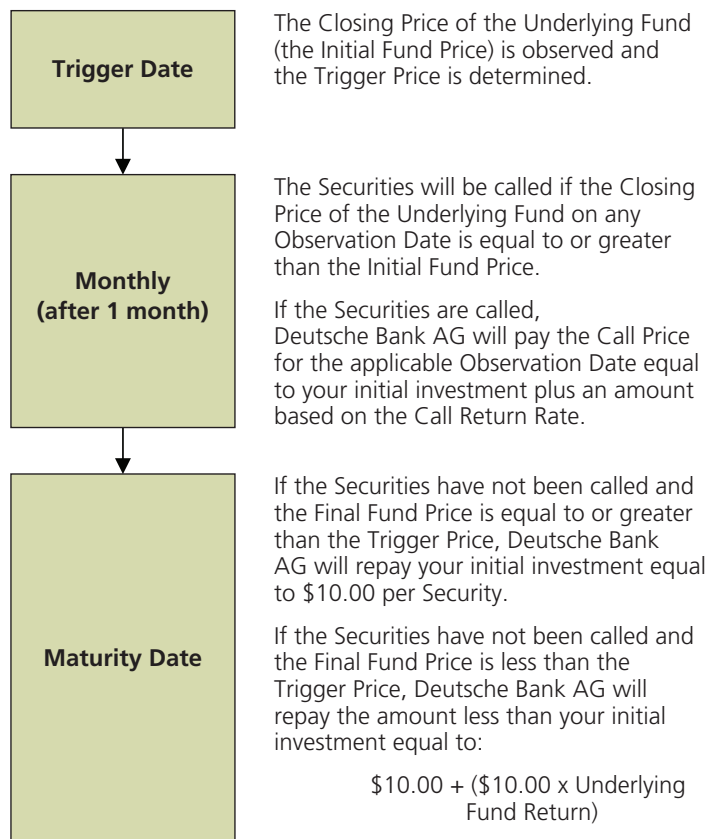 Trigger Date
The Closing Price of the Underlying Fund
(the Initial Fund Price) is observed and
the Trigger Price is determined.
Monthly
(after 1 month)
The Securities will be called if the Closing
Price of the Underlying Fund on any
Observation Date is equal to or greater
than the Initial Fund Price.
If the Securities are called,
Deutsche Bank AG will pay the Call Price
for the applicable Observation Date equal
to your initial investment plus an amount
based on the Call Return Rate.
Maturity Date
If the Securities have not been called and
the Final Fund Price is equal to or greater
than the Trigger Price, Deutsche Bank
AG will repay your initial investment equal
to $10.00 per Security.
If the Securities have not been called and
the Final Fund Price is less than the
Trigger Price, Deutsche Bank AG will
repay the amount less than your initial
investment equal to:
$10.00 + ($10.00 x Underlying
Fund Return)